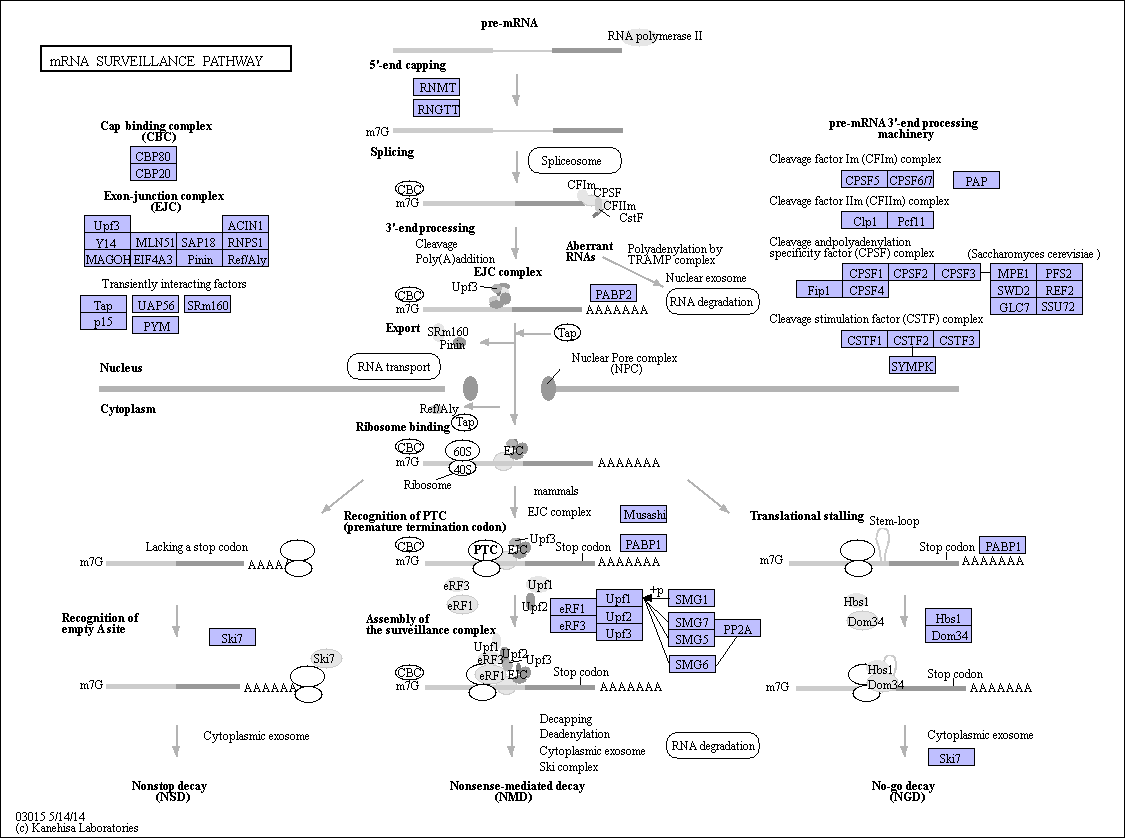 pre-mRNA
RNA polymerase II
mRNA SURVEILLANCE PATHWAY
5'-end capping
RNMT
RNGTT
Cap binding complex
(CBC)
CBP80
CBP20
Exon-junction complex
(EJC)
Upf3 ACIN1
Y14 MLN51 SAP18 RNPS1
MAGOH EIF4A3 Pinin Ref/Aly
Transiently interacting factors
Tap UAP56 SRm160
p15 PYM
m7G
Splicing
Spliceosome
CBC
m7G
CFIm
CPSF
CFIIm
CstF
3'-end processing
Cleavage
Poly(A)addition
EJC complex
Upf3
CBC
m7G
PABP2
AAAAAAA
Aberrant
RNAs
Polyadenylation by
TRAMP complex
Nuclear exosome
RNA degradation
Export
SRm160
Pinin
Tap
RNA transport
Nuclear Pore complex
(NPC)
pre-mRNA 3'-end processing
machinery
Cleavage factor Im (CFIm) complex
CPSF5 CPSF6/7 PAP
Cleavage factor IIm (CFIIm) complex
Clp1 Pcf11
Cleavage andpolyadenylation
specificity factor (CPSF) complex
(Saccharomyces cerevisiae )
CPSF1 CPSF2 CPSF3 MPE1 PFS2
Fip1 CPSF4 SWD2 REF2
GLC7 SSU72
Cleavage stimulation factor (CSTF) complex
CSTF1 CSTF2 CSTF3
SYMPK
Nucleus
Cytoplasm
Ref/Aly
Tap
Ribosome binding
CBC
m7G
60S
40S
EJC
AAAAAAA
Ribosome
mammals
EJC complex
Recognition of PTC
(premature termination codon)
Musashi
PABP1
CBC
m7G
PTC
EJC
Upf3
Stop codon
AAAAAAA
Lacking a stop codon
m7G
AAAA
Translational stalling
Stem-loop
m7G
Stop codon
PABP1
AAAAAAA
eRF3
eRF1
Upf1
Upf2
eRF1
eRF3
Upf1
Upf2
Upf3
+p
SMG1
SMG7
SMG5
PP2A
SMG6
Recognition of
empty A site
Ski7
Ski7
m7G
AAAAAA
Assembly of
the surveillance complex
Upf1
Upf2
eRF3
Upf3
eRF1
EJC
CBC
m7G
Stop codon
AAAAAAA
Hbs1
Dom34
Hbs1
Dom34
Hbs1
Dom34
m7G
Stop codon
AAAAAAA
Cytoplasmic exosome
Nonstop decay
(NSD)
Decapping
Deadenylation
Cytoplasmic exosome
Ski complex
RNA degradation
Nonsense-mediated decay
(NMD)
Cytoplasmic exosome
Ski7
No-go decay
(NGD)
03015 5/14/14
(c) Kanehisa Laboratories